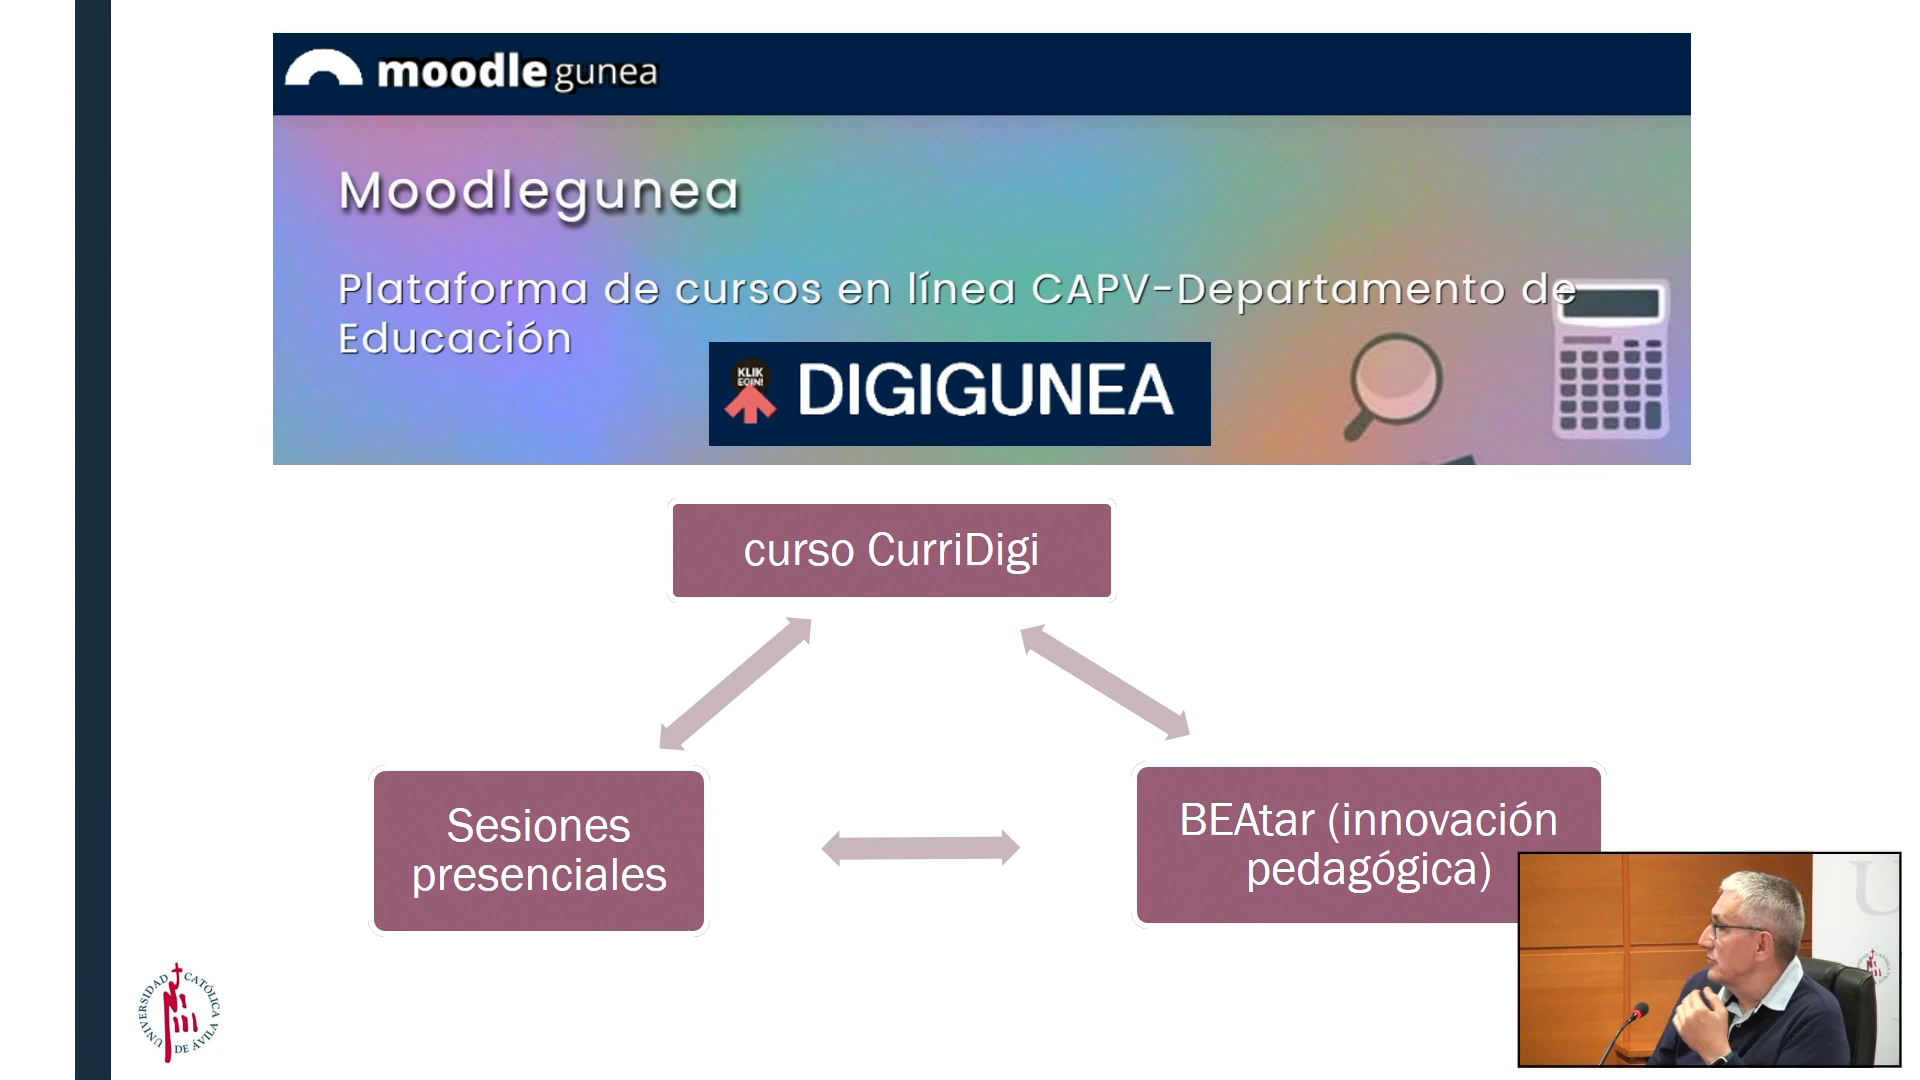 moodle gunea
Moodlegunea
Plataforma de cursos en línea CAPV-Departamento de
Educación
KLIK
EGIN!
DIGIGUNEA
curso CurriDigi
Sesiones
presenciales
BEAtar (innovación
pedagógica)
UNIVERSIDAD CATÓLICA
DE ÁVILA
U